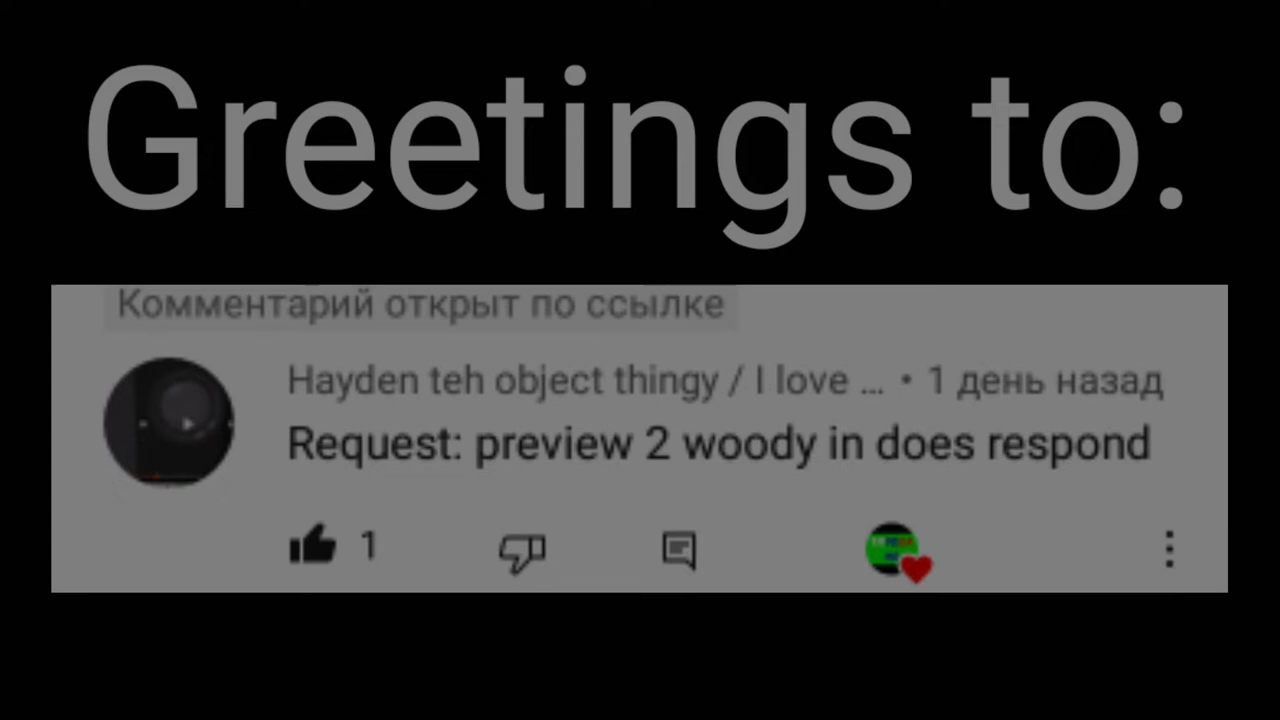 Greetings to:
Комментарий открыт по ссылке
Hayden teh object thingy / I love ... • 1 день назад
Request: preview 2 woody in does respond
1